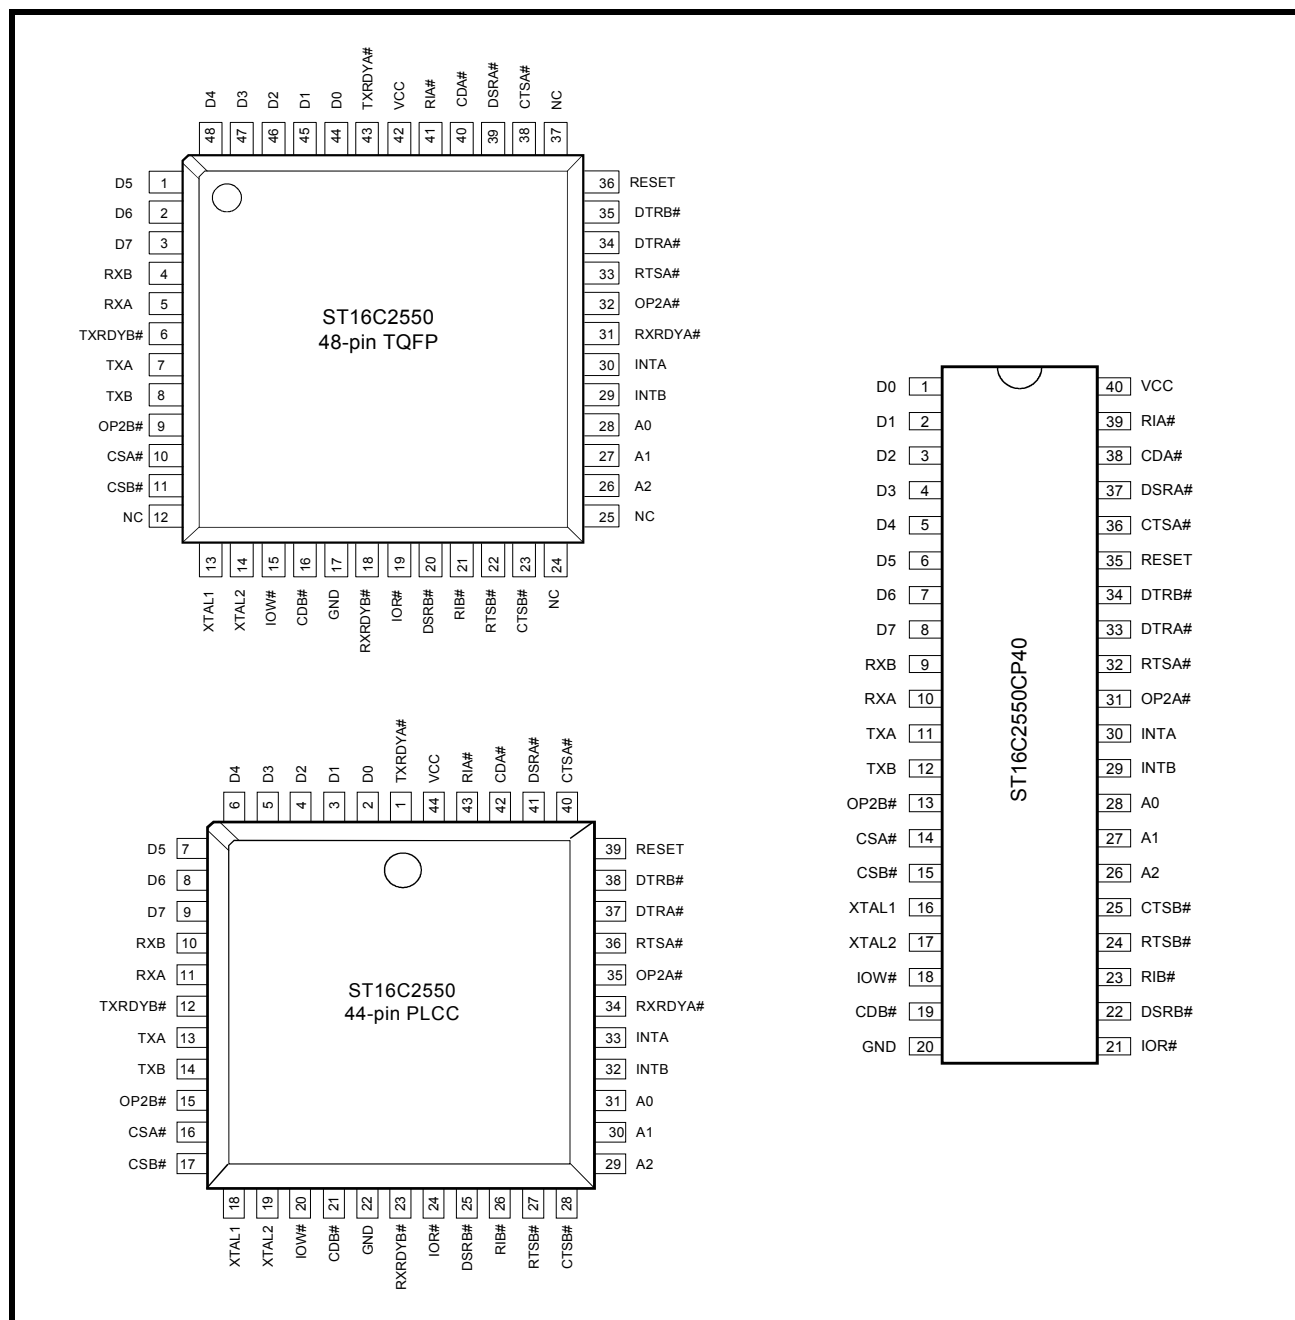 D4 D3 D2 D1 D0 TXRDYA# VCC RIA# CDA# DSRA# CTSA# NC
48 47 46 45 44 43 42 41 40 39 38 37
D5 1 36 RESET
D6 2 35 DTRB#
D7 3 34 DTRA#
RXB 4 33 RTSA#
RXA 5 32 OP2A#
TXRDYB# 6 31 RXRDYA#
TXA 7 30 INTA
TXB 8 29 INTB
OP2B# 9 28 A0
CSA# 10 27 A1
CSB# 11 26 A2
NC 12 25 NC
ST16C2550
48-pin TQFP
13 14 15 16 17 18 19 20 21 22 23 24
XTAL1 XTAL2 IOW# CDB# GND RXRDYB# IOR# DSRB# RIB# RTSB# CTSB# NC
D4 D3 D2 D1 D0 TXRDYA# VCC RIA# CDA# DSRA# CTSA#
6 5 4 3 2 1 44 43 42 41 40
D5 7 39 RESET
D6 8 38 DTRB#
D7 9 37 DTRA#
RXB 10 36 RTSA#
RXA 11 35 OP2A#
TXRDYB# 12 34 RXRDYA#
TXA 13 33 INTA
TXB 14 32 INTB
OP2B# 15 31 A0
CSA# 16 30 A1
CSB# 17 29 A2
ST16C2550
44-pin PLCC
18 19 20 21 22 23 24 25 26 27 28
XTAL1 XTAL2 IOW# CDB# GND RXRDYB# IOR# DSRB# RIB# RTSB# CTSB#
D0 1 40 VCC
D1 2 39 RIA#
D2 3 38 CDA#
D3 4 37 DSRA#
D4 5 36 CTSA#
D5 6 35 RESET
D6 7 34 DTRB#
D7 8 33 DTRA#
RXB 9 32 RTSA#
RXA 10 31 OP2A#
TXA 11 30 INTA
TXB 12 29 INTB
OP2B# 13 28 A0
CSA# 14 27 A1
CSB# 15 26 A2
XTAL1 16 25 CTSB#
XTAL2 17 24 RTSB#
IOW# 18 23 RIB#
CDB# 19 22 DSRB#
GND 20 21 IOR#
ST16C2550CP40